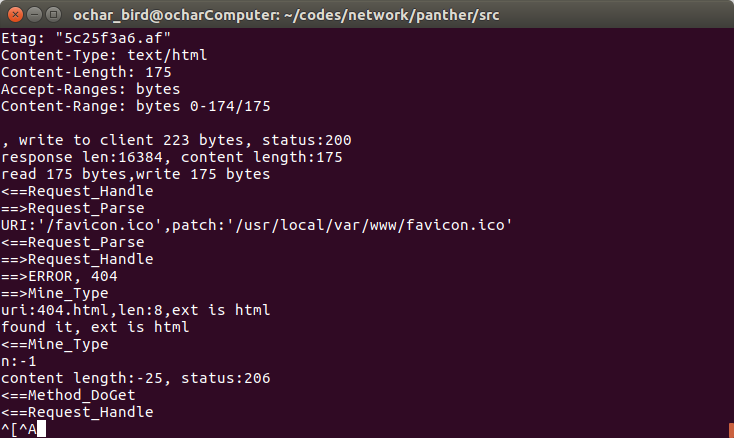 ochar_bird@ocharComputer: ~/codes/network/panther/src
Etag: "5c25f3a6.af"
Content-Type: text/html
Content-Length: 175
Accept-Ranges: bytes
Content-Range: bytes 0-174/175

, write to client 223 bytes, status:200
response len:16384, content length:175
read 175 bytes,write 175 bytes
<==Request_Handle
==>Request_Parse
URI:'/favicon.ico',patch:'/usr/local/var/www/favicon.ico'
<==Request_Parse
==>Request_Handle
==>ERROR, 404
==>Mine_Type
uri:404.html,len:8,ext is html
found it, ext is html
<==Mine_Type
n:-1
content length:-25, status:206
<==Method_DoGet
<==Request_Handle
^[^A